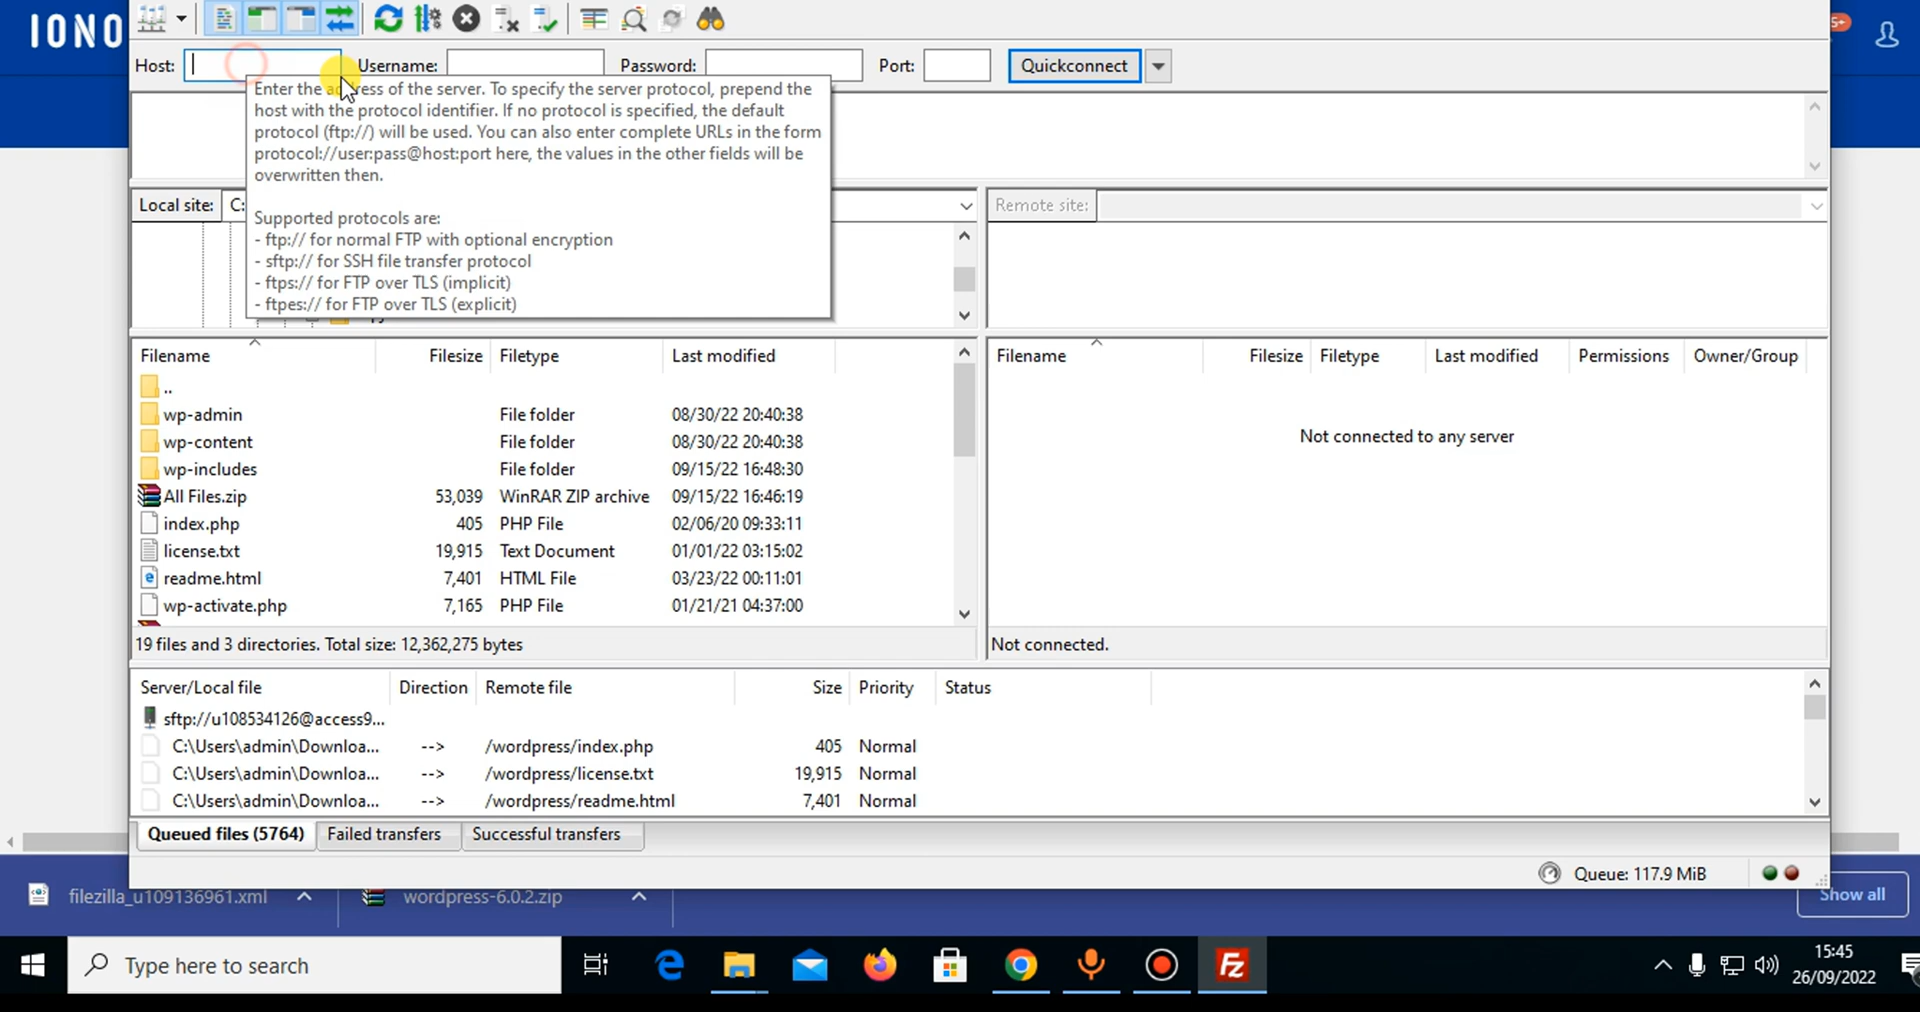 IONO
5+
Host: Username: Password: Port: Quickconnect
Enter the address of the server. To specify the server protocol, prepend the
host with the protocol identifier. If no protocol is specified, the default
protocol (ftp://) will be used. You can also enter complete URLs in the form
protocol://user:pass@host:port here, the values in the other fields will be
overwritten then.
Supported protocols are:
- ftp:// for normal FTP with optional encryption
- sftp:// for SSH file transfer protocol
- ftps:// for FTP over TLS (implicit)
- ftpes:// for FTP over TLS (explicit)
Local site: C: Remote site:
Filename Filesize Filetype Last modified
..
wp-admin File folder 08/30/22 20:40:38
wp-content File folder 08/30/22 20:40:38
wp-includes File folder 09/15/22 16:48:30
All Files.zip 53,039 WinRAR ZIP archive 09/15/22 16:46:19
index.php 405 PHP File 02/06/20 09:33:11
license.txt 19,915 Text Document 01/01/22 03:15:02
readme.html 7,401 HTML File 03/23/22 00:11:01
wp-activate.php 7,165 PHP File 01/21/21 04:37:00
19 files and 3 directories. Total size: 12,362,275 bytes
Filename Filesize Filetype Last modified Permissions Owner/Group
Not connected to any server
Not connected.
Server/Local file Direction Remote file Size Priority Status
sftp://u108534126@access9...
C:\Users\admin\Downloa... --> /wordpress/index.php 405 Normal
C:\Users\admin\Downloa... --> /wordpress/license.txt 19,915 Normal
C:\Users\admin\Downloa... --> /wordpress/readme.html 7,401 Normal
Queued files (5764) Failed transfers Successful transfers
Queue: 117.9 MiB
filezilla_u109136961.xml wordpress-6.0.2.zip Show all
Type here to search
15:45
26/09/2022